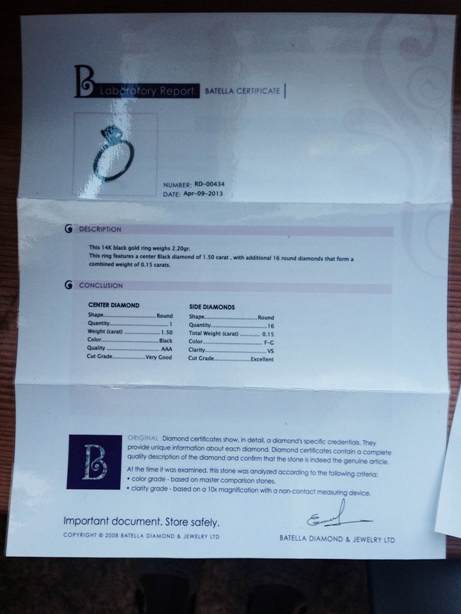 B Laboratory Report BATELLA CERTIFICATE
NUMBER: RD-00434
DATE: Apr-09-2013
DESCRIPTION
This 14K black gold ring weighs 2.20gr.
This ring features a center Black diamond of 1.50 carat , with additional 16 round diamonds that form a
combined weight of 0.15 carats.
CONCLUSION
CENTER DIAMOND
Shape Round
Quantity 1
Weight (carat) 1.50
Color Black
Quality AAA
Cut Grade Very Good
SIDE DIAMONDS
Shape Round
Quantity 16
Total Weight (carat) 0.15
Color F-G
Clarity VS
Cut Grade Excellent
B
ORIGINAL Diamond certificates show, in detail, a diamond's specific credentials. They
provide unique information about each diamond. Diamond certificates contain a complete
quality description of the diamond and confirm that the stone is indeed the genuine article.
At the time it was examined, this stone was analyzed according to the following criteria:
• color grade - based on master comparison stones.
• clarity grade - based on a 10x magnification with a non-contact measuring device.
Important document. Store safely.
COPYRIGHT © 2008 BATELLA DIAMOND & JEWELRY LTD
BATELLA DIAMOND & JEWELRY LTD